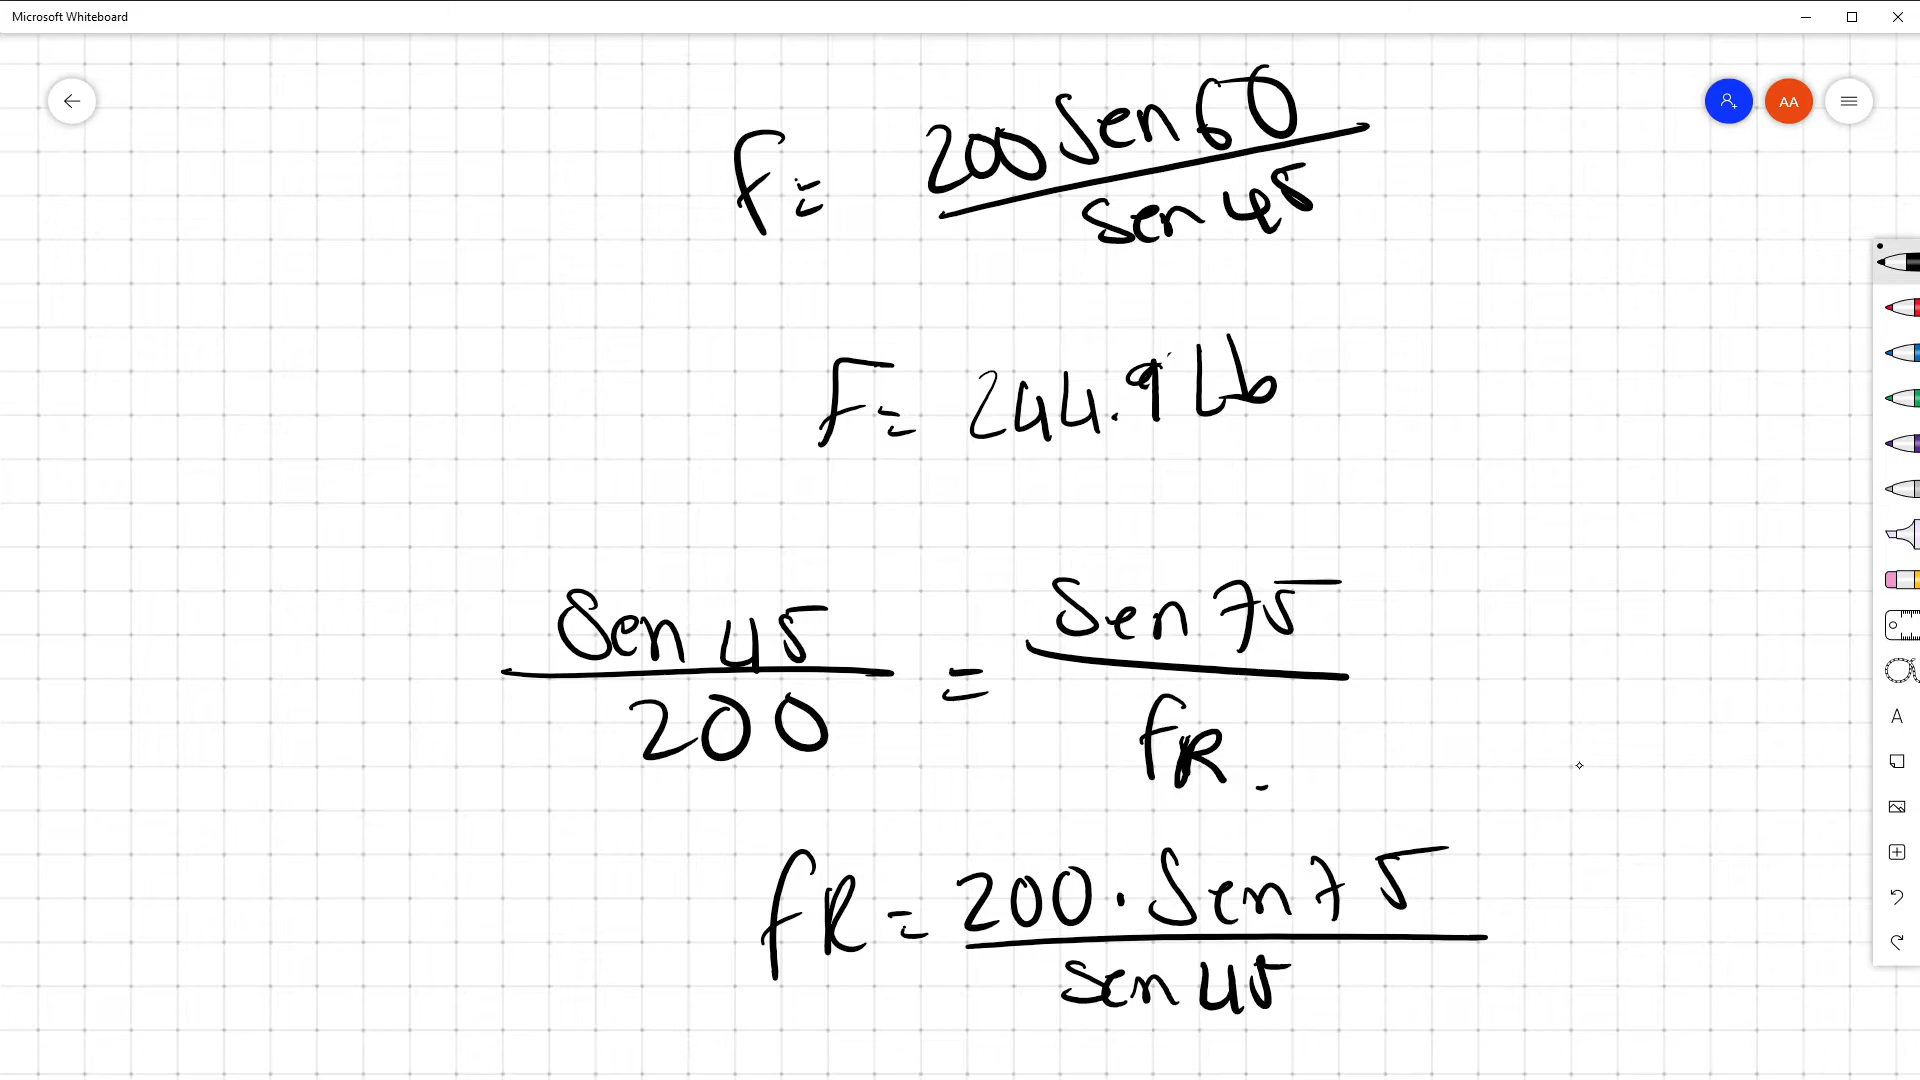 Microsoft Whiteboard
AA
F = 200 Sen 60
Sen 45
F = 244.9 Lb
Sen 45 = Sen 75
200 FR.
FR = 200 · Sen 75
Sen 45
A